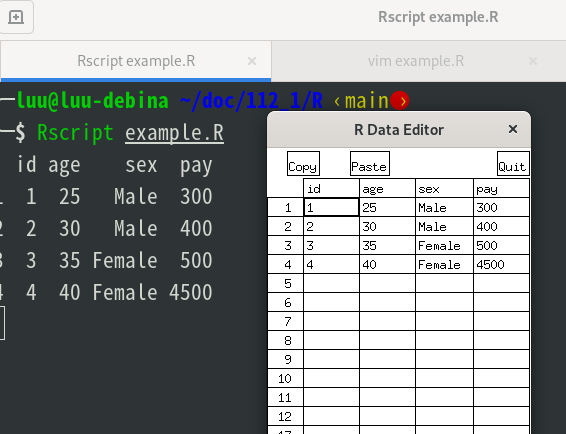 Rscript example.R
Rscript example.R ×
vim example.R ×
luu@luu-debina ~/doc/112_1/R ‹main
$ Rscript example.R
id age sex pay
1 1 25 Male 300
2 2 30 Male 400
3 3 35 Female 500
4 4 40 Female 4500
R Data Editor ×
Copy Paste Quit
id age sex pay
1 1 25 Male 300
2 2 30 Male 400
3 3 35 Female 500
4 4 40 Female 4500
5
6
7
8
9
10
11
12